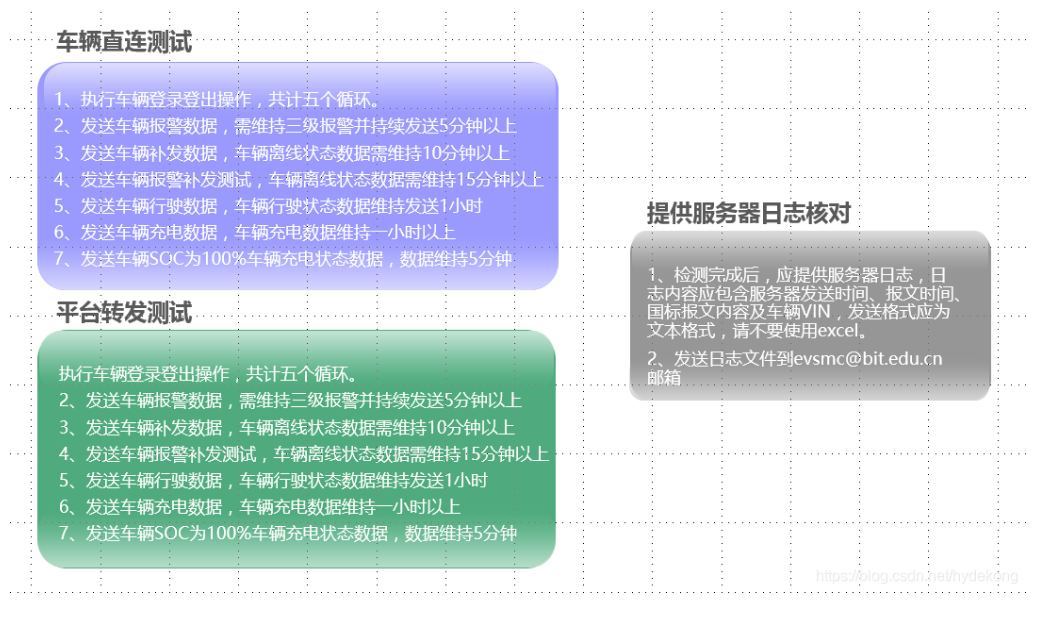 车辆直连测试
1、执行车辆登录登出操作，共计五个循环。
2、发送车辆报警数据，需维持三级报警并持续发送5分钟以上
3、发送车辆补发数据，车辆离线状态数据需维持10分钟以上
4、发送车辆报警补发测试，车辆离线状态数据需维持15分钟以上
5、发送车辆行驶数据，车辆行驶状态数据维持发送1小时
6、发送车辆充电数据，车辆充电数据维持一小时以上
7、发送车辆SOC为100%车辆充电状态数据，数据维持5分钟
平台转发测试
执行车辆登录登出操作，共计五个循环。
2、发送车辆报警数据，需维持三级报警并持续发送5分钟以上
3、发送车辆补发数据，车辆离线状态数据需维持10分钟以上
4、发送车辆报警补发测试，车辆离线状态数据需维持15分钟以上
5、发送车辆行驶数据，车辆行驶状态数据维持发送1小时
6、发送车辆充电数据，车辆充电数据维持一小时以上
7、发送车辆SOC为100%车辆充电状态数据，数据维持5分钟
提供服务器日志核对
1、检测完成后，应提供服务器日志，日
志内容应包含服务器发送时间、报文时间、
国标报文内容及车辆VIN，发送格式应为
文本格式，请不要使用excel。
2、发送日志文件到evsmc@bit.edu.cn
邮箱
https://blog.csdn.net/hydekong